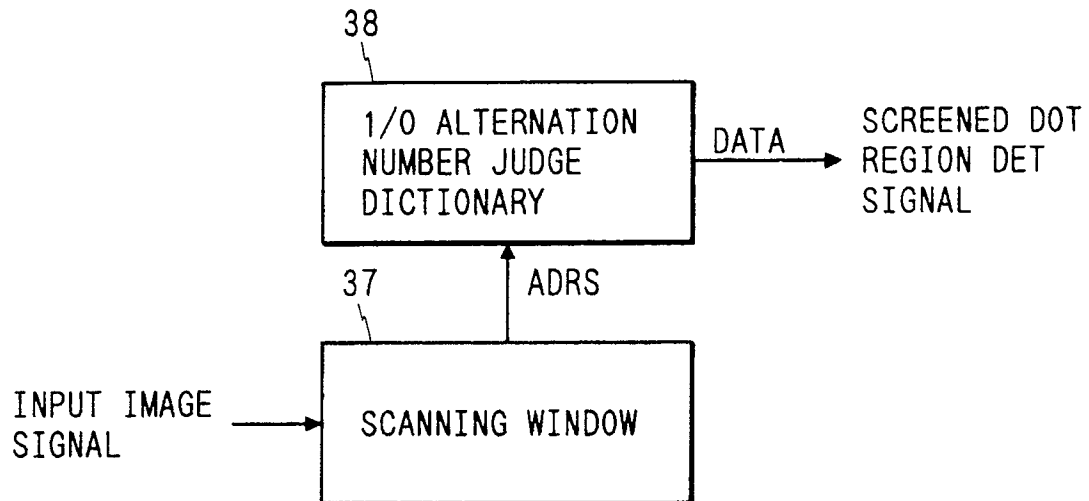 38
1/0 ALTERNATION
NUMBER JUDGE
DICTIONARY
DATA
SCREENED DOT
REGION DET
SIGNAL
37
ADRS
INPUT IMAGE
SIGNAL
SCANNING WINDOW